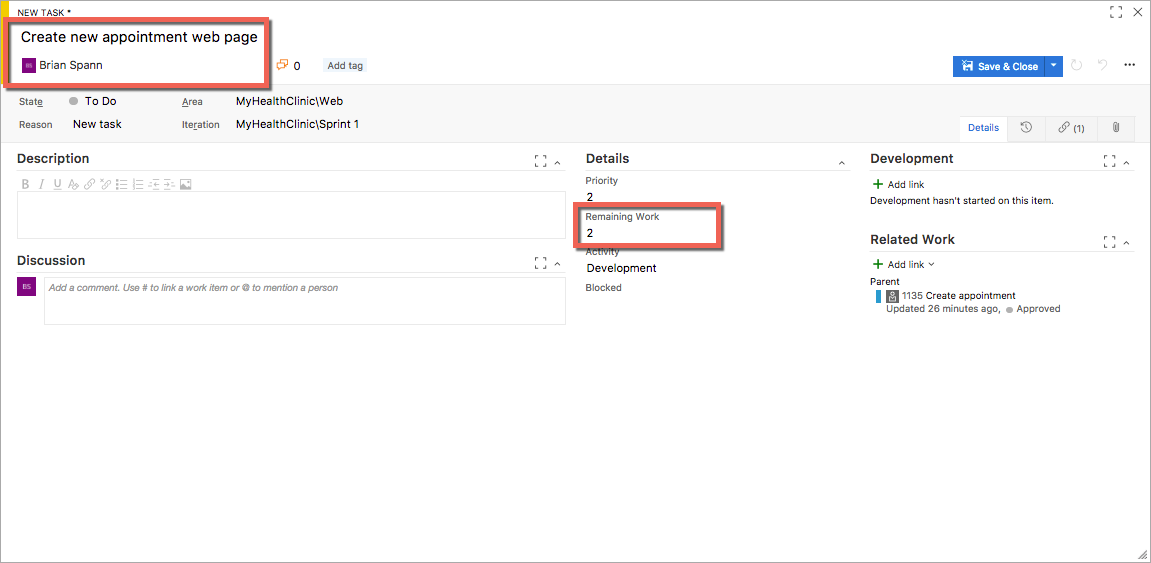 NEW TASK *
Create new appointment web page
BS Brian Spann
0
Add tag
Save & Close
State To Do Area MyHealthClinic\Web
Reason New task Iteration MyHealthClinic\Sprint 1
Details (1)
Description
B I U
Discussion
BS Add a comment. Use # to link a work item or @ to mention a person
Details
Priority
2
Remaining Work
2
Activity
Development
Blocked
Development
Add link
Development hasn't started on this item.
Related Work
Add link
Parent
1135 Create appointment
Updated 26 minutes ago, Approved